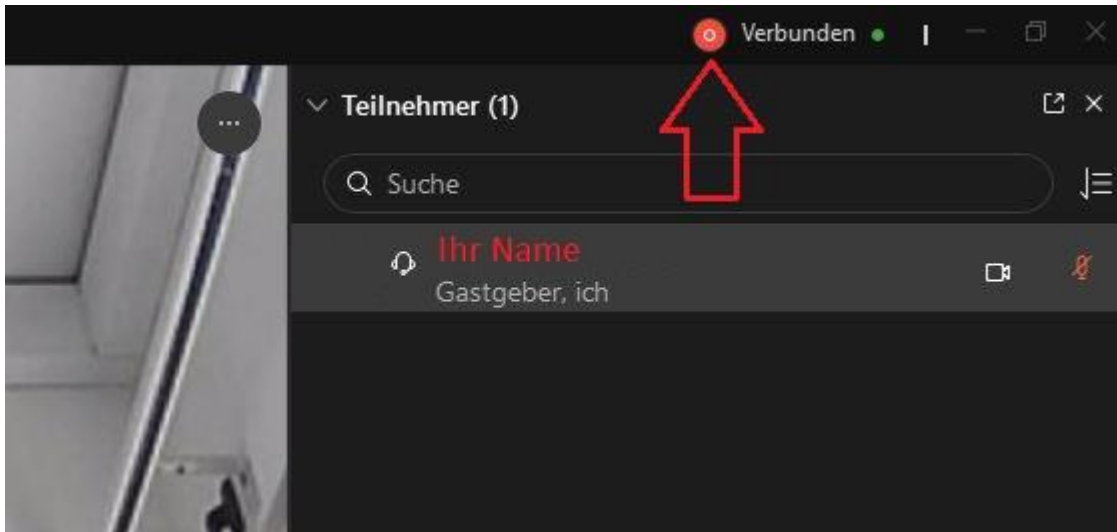 Verbunden
Teilnehmer (1)
Suche
Ihr Name
Gastgeber, ich